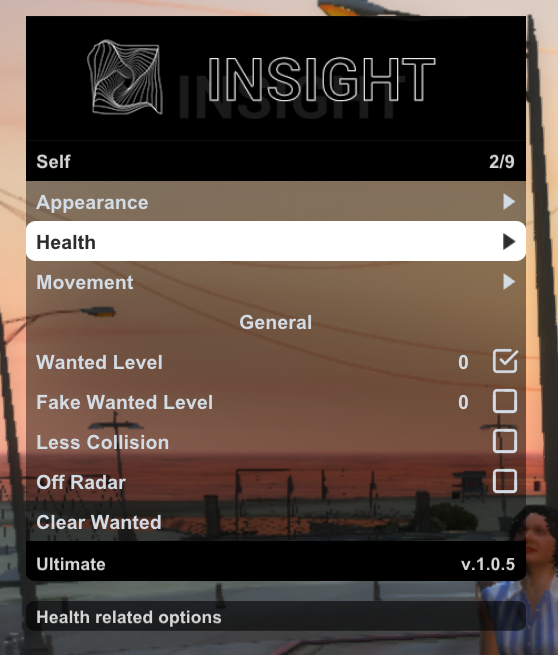 INSIGHT
Self 2/9
Appearance
Health
Movement
General
Wanted Level 0
Fake Wanted Level 0
Less Collision
Off Radar
Clear Wanted
Ultimate v.1.0.5
Health related options